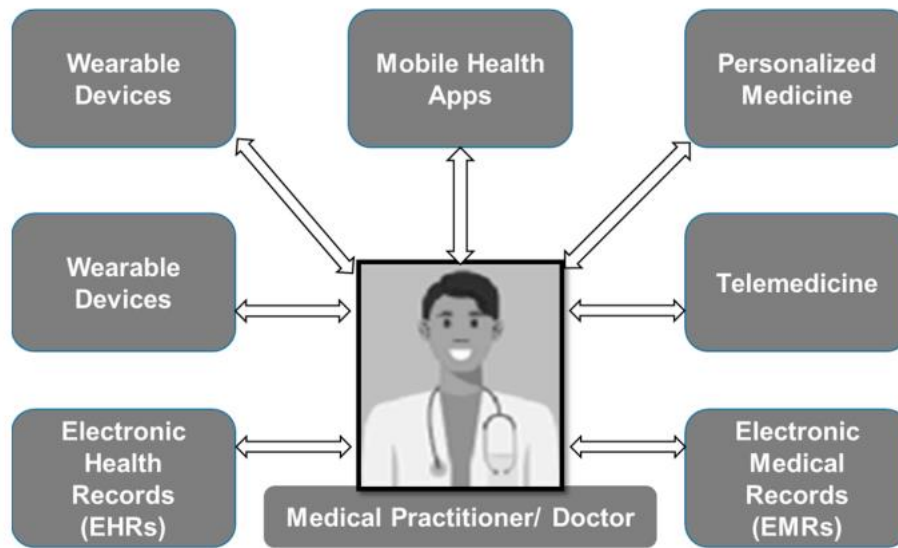 Wearable
Devices
Mobile Health
Apps
Personalized
Medicine
Wearable
Devices
Telemedicine
Electronic
Health
Records
(EHRs)
Electronic
Medical
Records
(EMRs)
Medical Practitioner/ Doctor